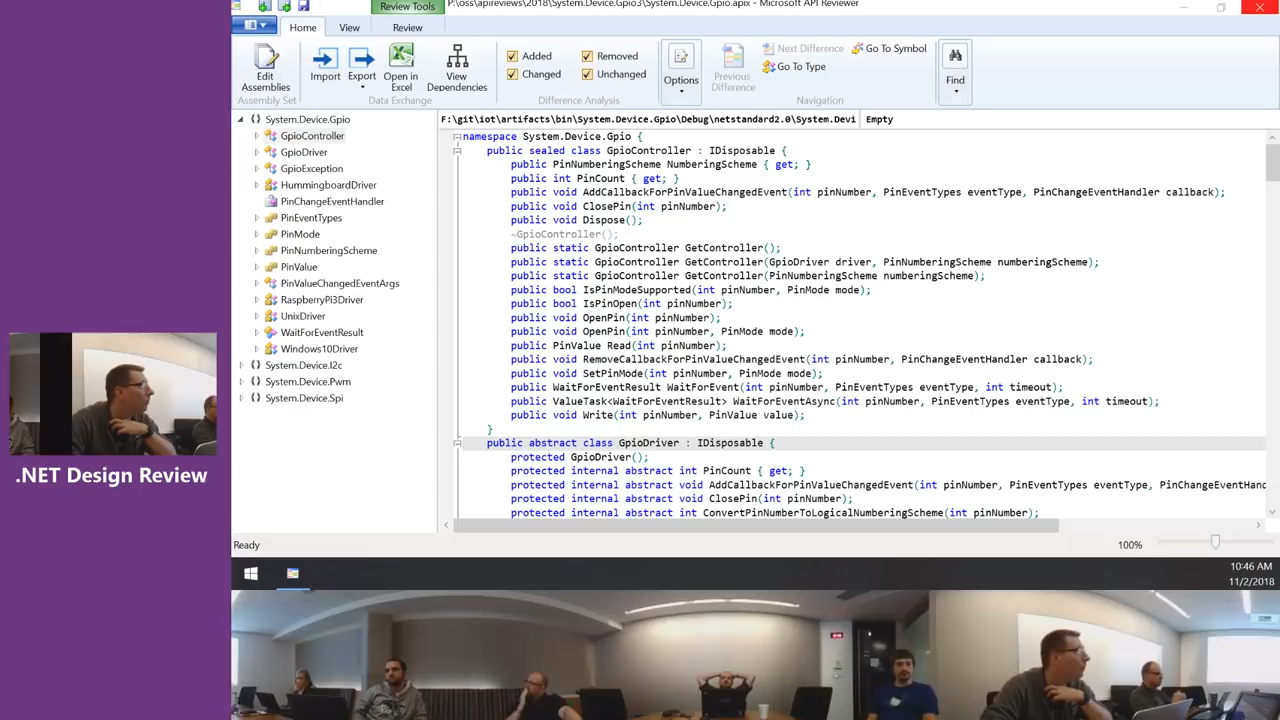 Review Tools
P:\oss\apireviews\2018\System.Device.Gpio3\System.Device.Gpio.apix - Microsoft API Reviewer
Home
View
Review
Edit Assemblies
Import
Export
Open in Excel
View Dependencies
Added
Removed
Changed
Unchanged
Options
Previous Difference
Next Difference
Go To Symbol
Go To Type
Find
Assembly Set
Data Exchange
Difference Analysis
Navigation
System.Device.Gpio
GpioController
GpioDriver
GpioException
HummingboardDriver
PinChangeEventHandler
PinEventTypes
PinMode
PinNumberingScheme
PinValue
PinValueChangedEventArgs
RaspberryPi3Driver
UnixDriver
WaitForEventResult
Windows10Driver
System.Device.I2c
System.Device.Pwm
System.Device.Spi
F:\git\iot\artifacts\bin\System.Device.Gpio\Debug\netstandard2.0\System.Devi
Empty
namespace System.Device.Gpio {
public sealed class GpioController : IDisposable {
public PinNumberingScheme NumberingScheme { get; }
public int PinCount { get; }
public void AddCallbackForPinValueChangedEvent(int pinNumber, PinEventTypes eventType, PinChangeEventHandler callback);
public void ClosePin(int pinNumber);
public void Dispose();
~GpioController();
public static GpioController GetController();
public static GpioController GetController(GpioDriver driver, PinNumberingScheme numberingScheme);
public static GpioController GetController(PinNumberingScheme numberingScheme);
public bool IsPinModeSupported(int pinNumber, PinMode mode);
public bool IsPinOpen(int pinNumber);
public void OpenPin(int pinNumber);
public void OpenPin(int pinNumber, PinMode mode);
public PinValue Read(int pinNumber);
public void RemoveCallbackForPinValueChangedEvent(int pinNumber, PinChangeEventHandler callback);
public void SetPinMode(int pinNumber, PinMode mode);
public WaitForEventResult WaitForEvent(int pinNumber, PinEventTypes eventType, int timeout);
public ValueTask<WaitForEventResult> WaitForEventAsync(int pinNumber, PinEventTypes eventType, int timeout);
public void Write(int pinNumber, PinValue value);
}
public abstract class GpioDriver : IDisposable {
protected GpioDriver();
protected internal abstract int PinCount { get; }
protected internal abstract void AddCallbackForPinValueChangedEvent(int pinNumber, PinEventTypes eventType, PinChangeEventHand
protected internal abstract void ClosePin(int pinNumber);
protected internal abstract int ConvertPinNumberToLogicalNumberingScheme(int pinNumber);
.NET Design Review
Ready
100%
10:46 AM
11/2/2018